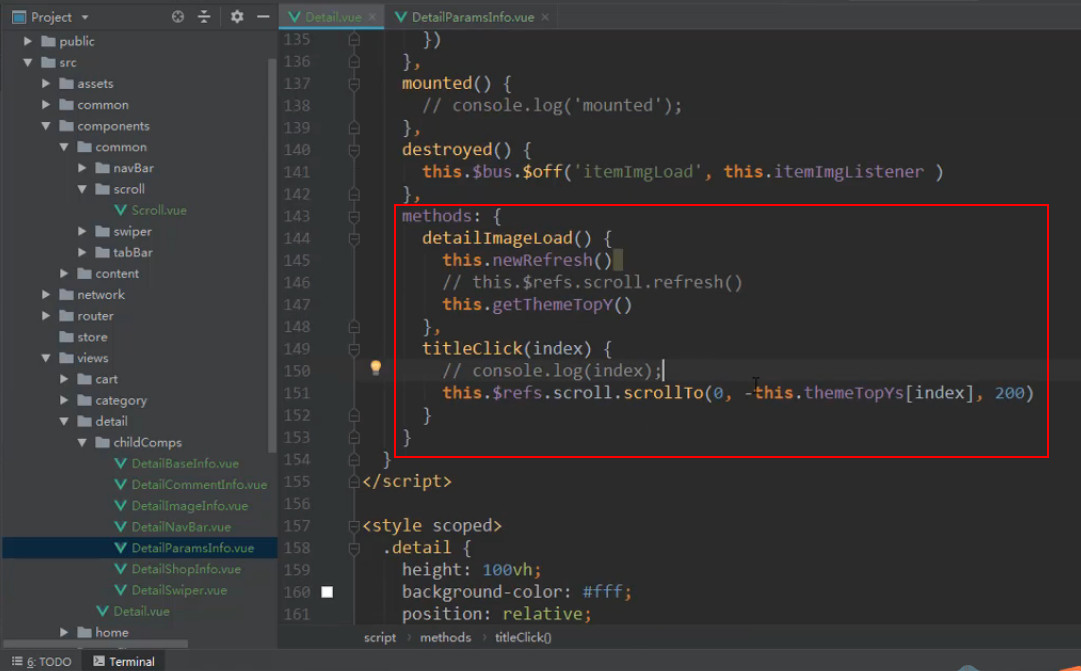 Project
Detail.vue
DetailParamsInfo.vue
public
src
assets
common
components
common
navBar
scroll
Scroll.vue
swiper
tabBar
content
network
router
store
views
cart
category
detail
childComps
DetailBaseInfo.vue
DetailCommentInfo.vue
DetailImageInfo.vue
DetailNavBar.vue
DetailParamsInfo.vue
DetailShopInfo.vue
DetailSwiper.vue
Detail.vue
home
135 })
136 },
137 mounted() {
138 // console.log('mounted');
139 },
140 destroyed() {
141 this.$bus.$off('itemImgLoad', this.itemImgListener )
142 },
143 methods: {
144 detailImageLoad() {
145 this.newRefresh()
146 // this.$refs.scroll.refresh()
147 this.getThemeTopY()
148 },
149 titleClick(index) {
150 // console.log(index);
151 this.$refs.scroll.scrollTo(0, -this.themeTopYs[index], 200)
152 }
153 }
154 }
155 </script>
156
157 <style scoped>
158 .detail {
159 height: 100vh;
160 background-color: #fff;
161 position: relative;
script methods titleClick()
6: TODO Terminal